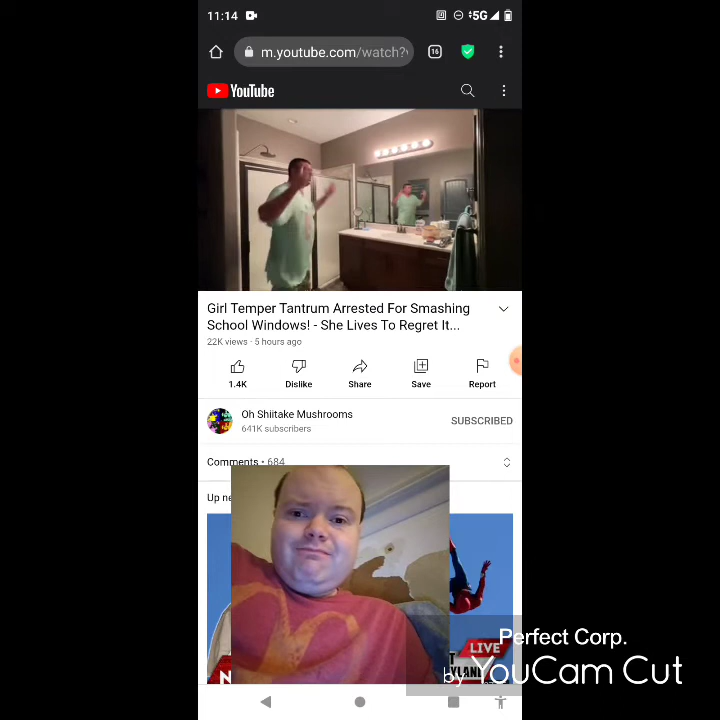 11:14 5G
m.youtube.com/watch?v 16
YouTube
Girl Temper Tantrum Arrested For Smashing
School Windows! - She Lives To Regret It...
22K views · 5 hours ago
1.4K Dislike Share Save Report
Oh Shiitake Mushrooms
641K subscribers
SUBSCRIBED
Comments • 684
Up ne
LIVE
Perfect Corp.
by YouCam Cut